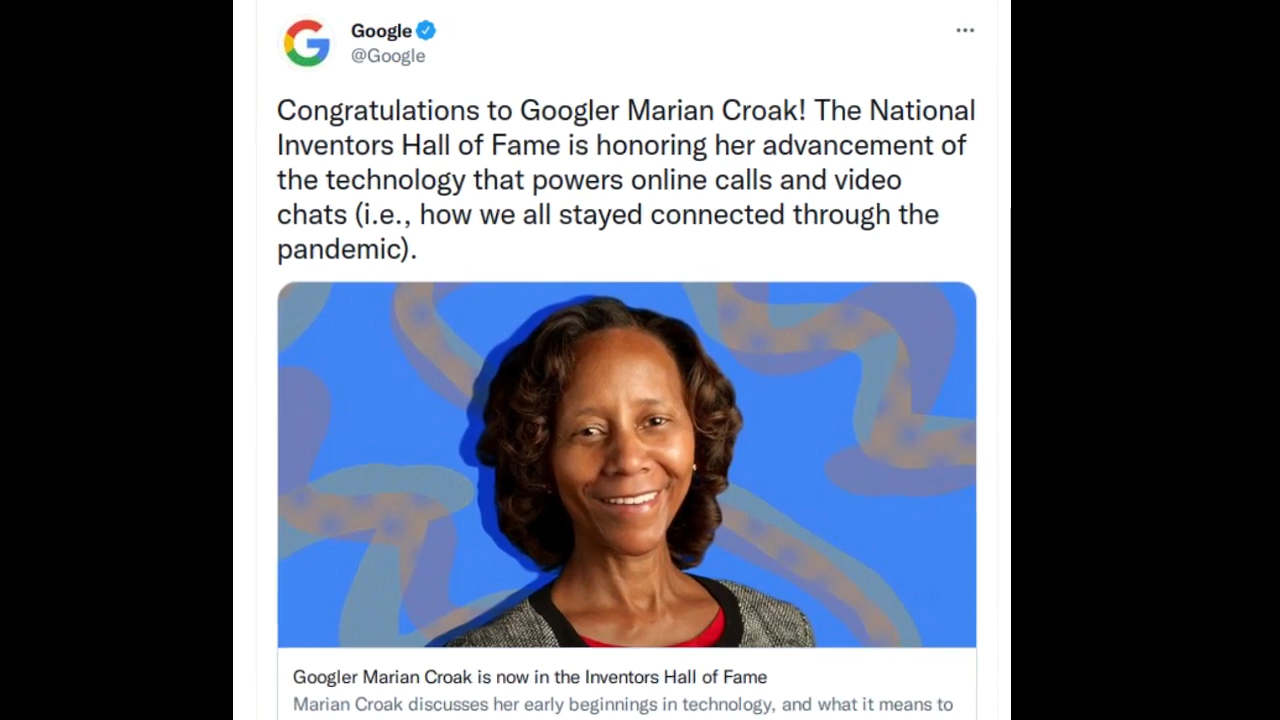 Google
@Google
Congratulations to Googler Marian Croak! The National
Inventors Hall of Fame is honoring her advancement of
the technology that powers online calls and video
chats (i.e., how we all stayed connected through the
pandemic).
Googler Marian Croak is now in the Inventors Hall of Fame
Marian Croak discusses her early beginnings in technology, and what it means to